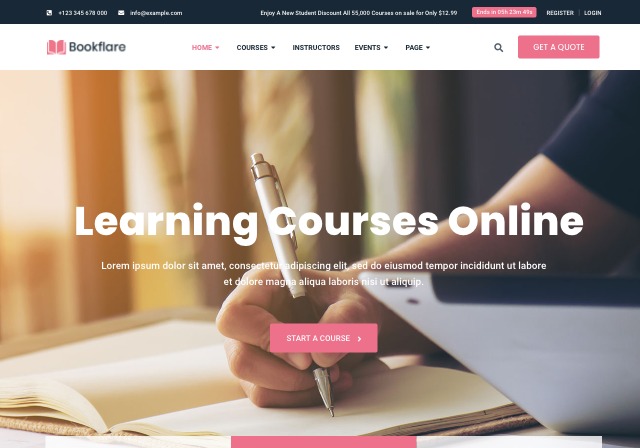 +123 345 678 000 info@example.com Enjoy A New Student Discount All 55,000 Courses on sale for Only $12.99 Ends in 05h 23m 49s REGISTER LOGIN
Bookflare HOME COURSES INSTRUCTORS EVENTS PAGE GET A QUOTE
Learning Courses Online
Lorem ipsum dolor sit amet, consectetur adipiscing elit, sed do eiusmod tempor incididunt ut labore
et dolore magna aliqua laboris nisi ut aliquip.
START A COURSE